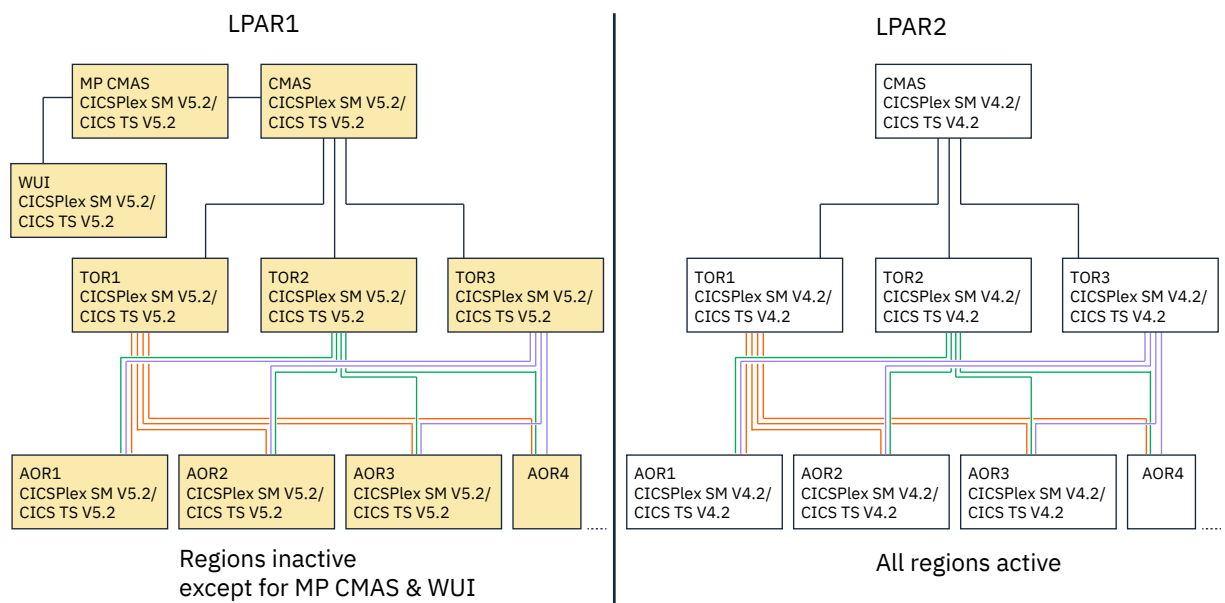 LPAR1
MP CMAS
CICSPlex SM V5.2/
CICS TS V5.2
CMAS
CICSPlex SM V5.2/
CICS TS V5.2
WUI
CICSPlex SM V5.2/
CICS TS V5.2
TOR1
CICSPlex SM V5.2/
CICS TS V5.2
TOR2
CICSPlex SM V5.2/
CICS TS V5.2
TOR3
CICSPlex SM V5.2/
CICS TS V5.2
AOR1
CICSPlex SM V5.2/
CICS TS V5.2
AOR2
CICSPlex SM V5.2/
CICS TS V5.2
AOR3
CICSPlex SM V5.2/
CICS TS V5.2
AOR4
Regions inactive
except for MP CMAS & WUI
LPAR2
CMAS
CICSPlex SM V4.2/
CICS TS V4.2
TOR1
CICSPlex SM V4.2/
CICS TS V4.2
TOR2
CICSPlex SM V4.2/
CICS TS V4.2
TOR3
CICSPlex SM V4.2/
CICS TS V4.2
AOR1
CICSPlex SM V4.2/
CICS TS V4.2
AOR2
CICSPlex SM V4.2/
CICS TS V4.2
AOR3
CICSPlex SM V4.2/
CICS TS V4.2
AOR4
All regions active